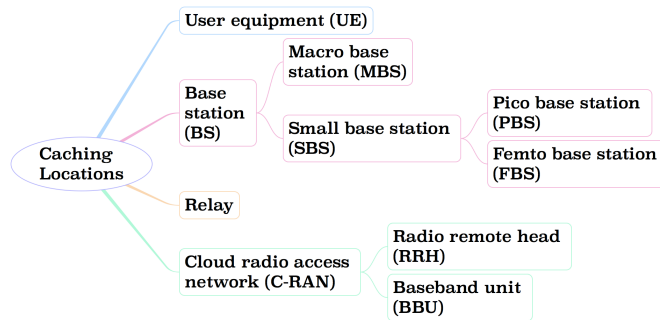 User equipment (UE)
Macro base
station (MBS)
Base
station
(BS)
Pico base station
(PBS)
Small base station
(SBS)
Femto base station
(FBS)
Caching
Locations
Relay
Radio remote head
(RRH)
Cloud radio access
network (C-RAN)
Baseband unit
(BBU)